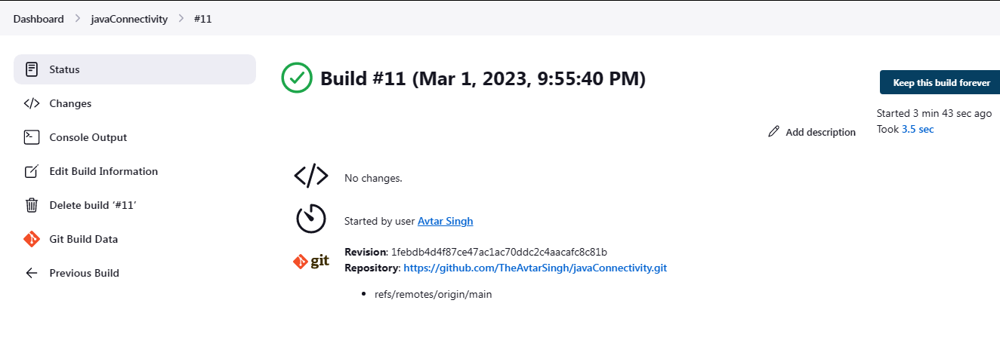 Dashboard > javaConnectivity > #11
Status
Changes
Console Output
Edit Build Information
Delete build ‘#11’
Git Build Data
Previous Build
Build #11 (Mar 1, 2023, 9:55:40 PM)
Keep this build forever
Started 3 min 43 sec ago
Took 3.5 sec
Add description
No changes.
Started by user Avtar Singh
git
Revision: 1febdb4d4f87ce47ac1ac70ddc2c4aacafc8c81b
Repository: https://github.com/TheAvtarSingh/javaConnectivity.git
• refs/remotes/origin/main